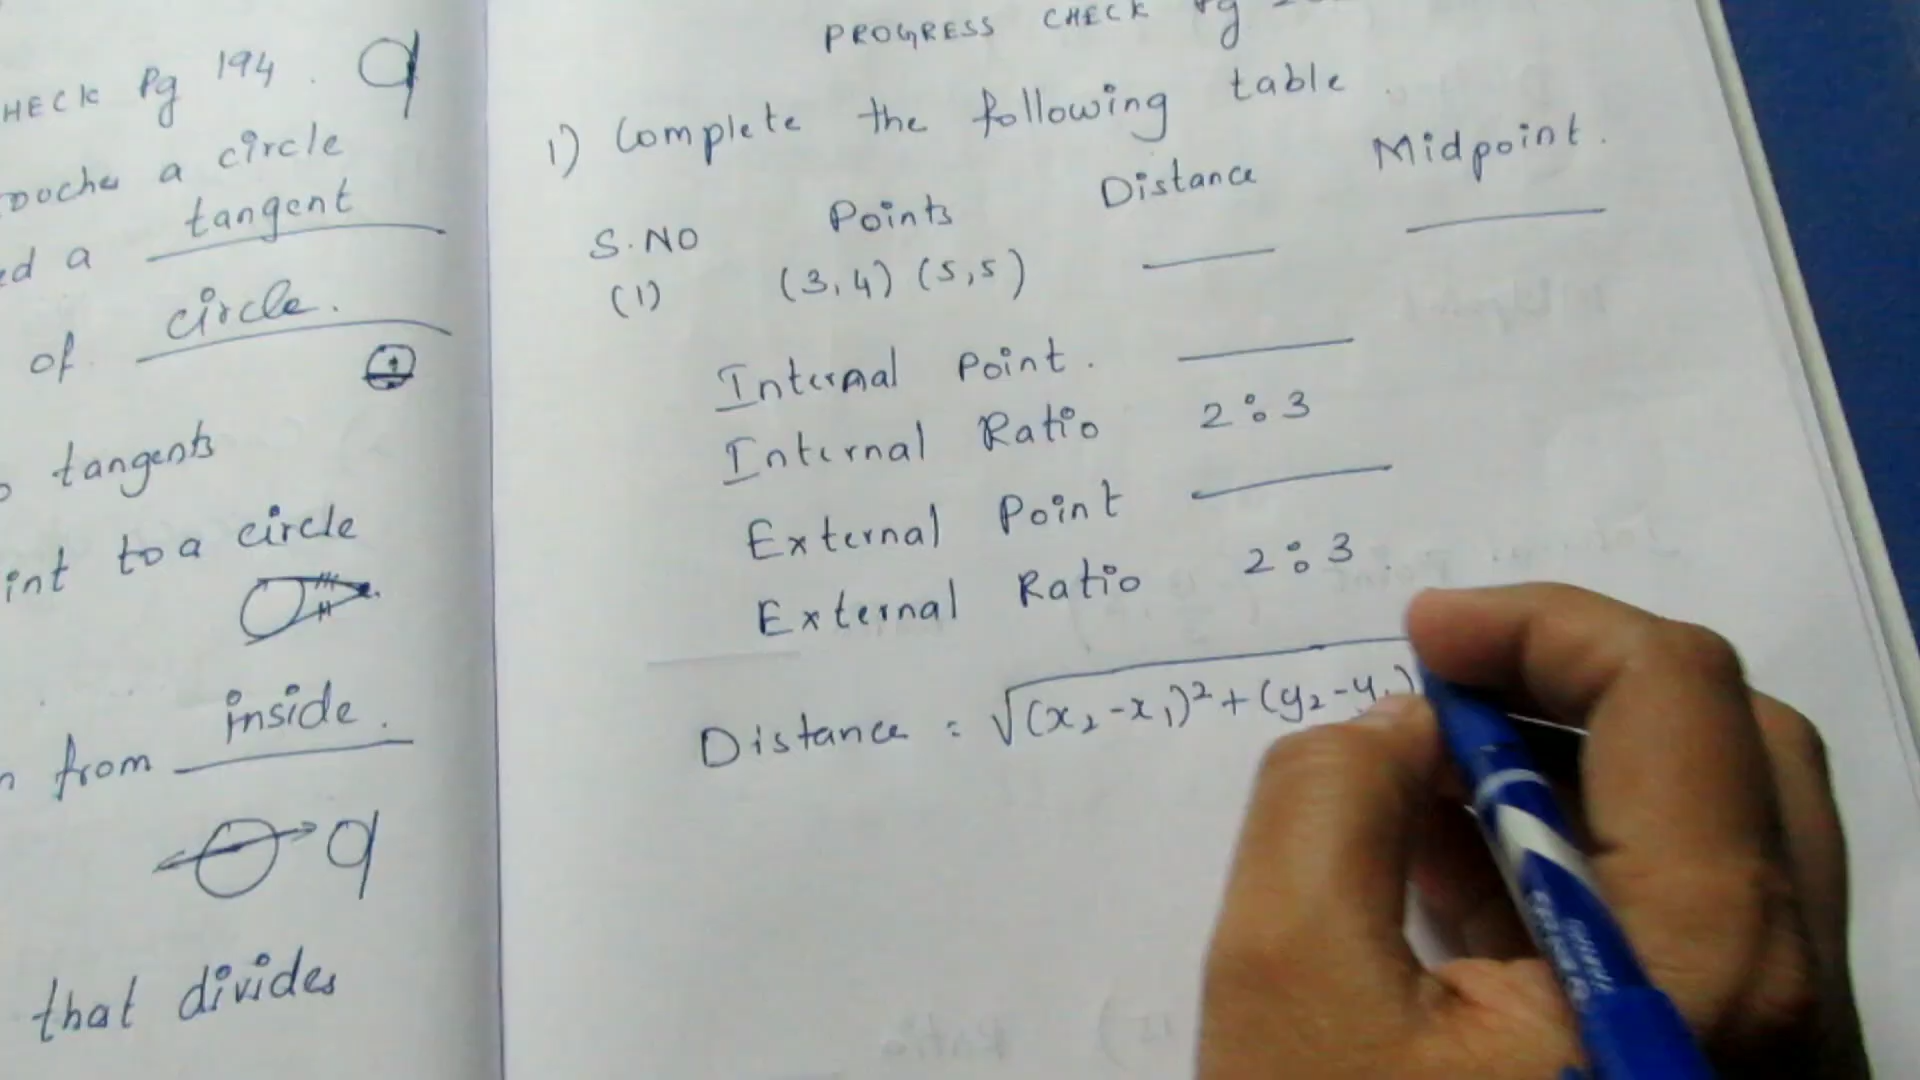 HECK Pg 194.
a circle
ed a tangent
of circle.
tangents
int to a circle
from inside.
that divides
PROGRESS CHECK Pg
1) Complete the following table.
S.NO Points Distance Midpoint.
(1) (3,4) (5,5)
Internal Point.
Internal Ratio 2:3
External Point
External Ratio 2:3.
Distance = √(x₂-x₁)²+(y₂-y₁)